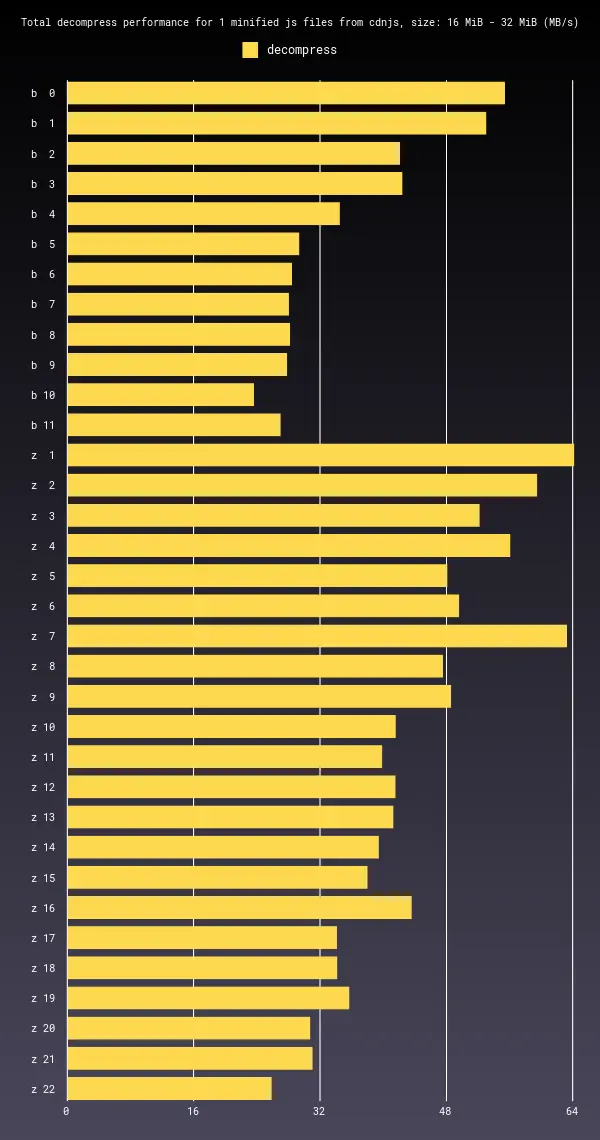 Total decompress performance for 1 minified js files from cdnjs, size: 16 MiB - 32 MiB (MB/s)
decompress
b 0
b 1
b 2
b 3
b 4
b 5
b 6
b 7
b 8
b 9
b 10
b 11
z 1
z 2
z 3
z 4
z 5
z 6
z 7
z 8
z 9
z 10
z 11
z 12
z 13
z 14
z 15
z 16
z 17
z 18
z 19
z 20
z 21
z 22
0 16 32 48 64